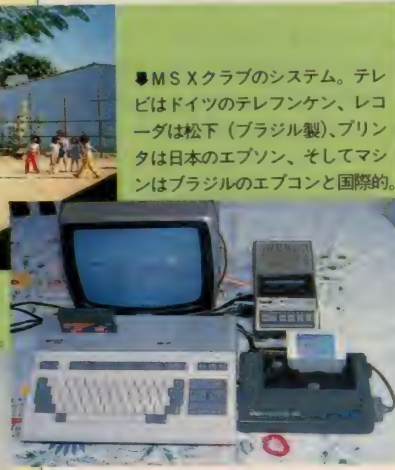 MSXクラブのシステム。テレ
ビはドイツのテレフンケン、レコ
ーダは松下（ブラジル製）、プリン
タは日本のエプソン、そしてマシ
ンはブラジルのエプコンと国際的。